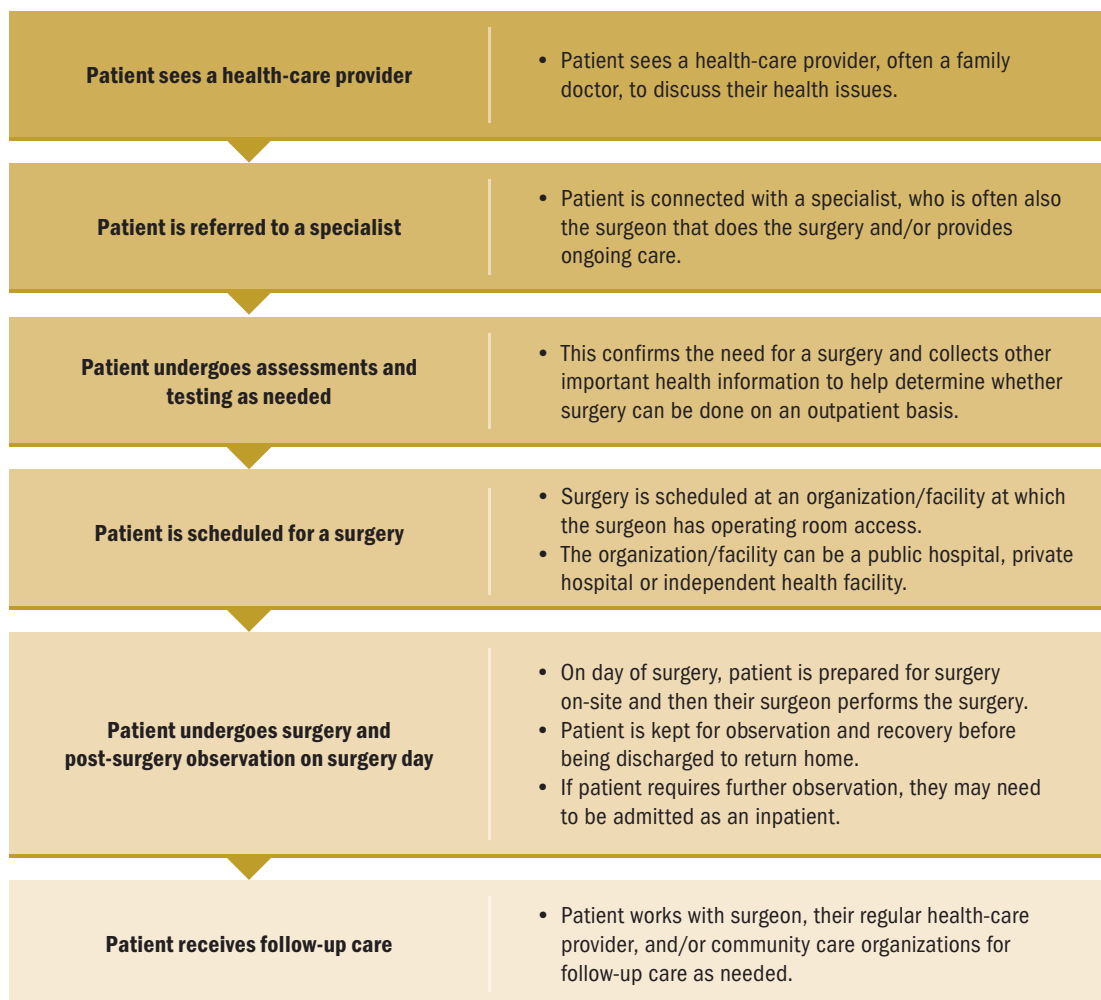 Patient sees a health-care provider
• Patient sees a health-care provider, often a family
doctor, to discuss their health issues.
Patient is referred to a specialist
• Patient is connected with a specialist, who is often also
the surgeon that does the surgery and/or provides
ongoing care.
Patient undergoes assessments and
testing as needed
• This confirms the need for a surgery and collects other
important health information to help determine whether
surgery can be done on an outpatient basis.
Patient is scheduled for a surgery
• Surgery is scheduled at an organization/facility at which
the surgeon has operating room access.
• The organization/facility can be a public hospital, private
hospital or independent health facility.
Patient undergoes surgery and
post-surgery observation on surgery day
• On day of surgery, patient is prepared for surgery
on-site and then their surgeon performs the surgery.
• Patient is kept for observation and recovery before
being discharged to return home.
• If patient requires further observation, they may need
to be admitted as an inpatient.
Patient receives follow-up care
• Patient works with surgeon, their regular health-care
provider, and/or community care organizations for
follow-up care as needed.